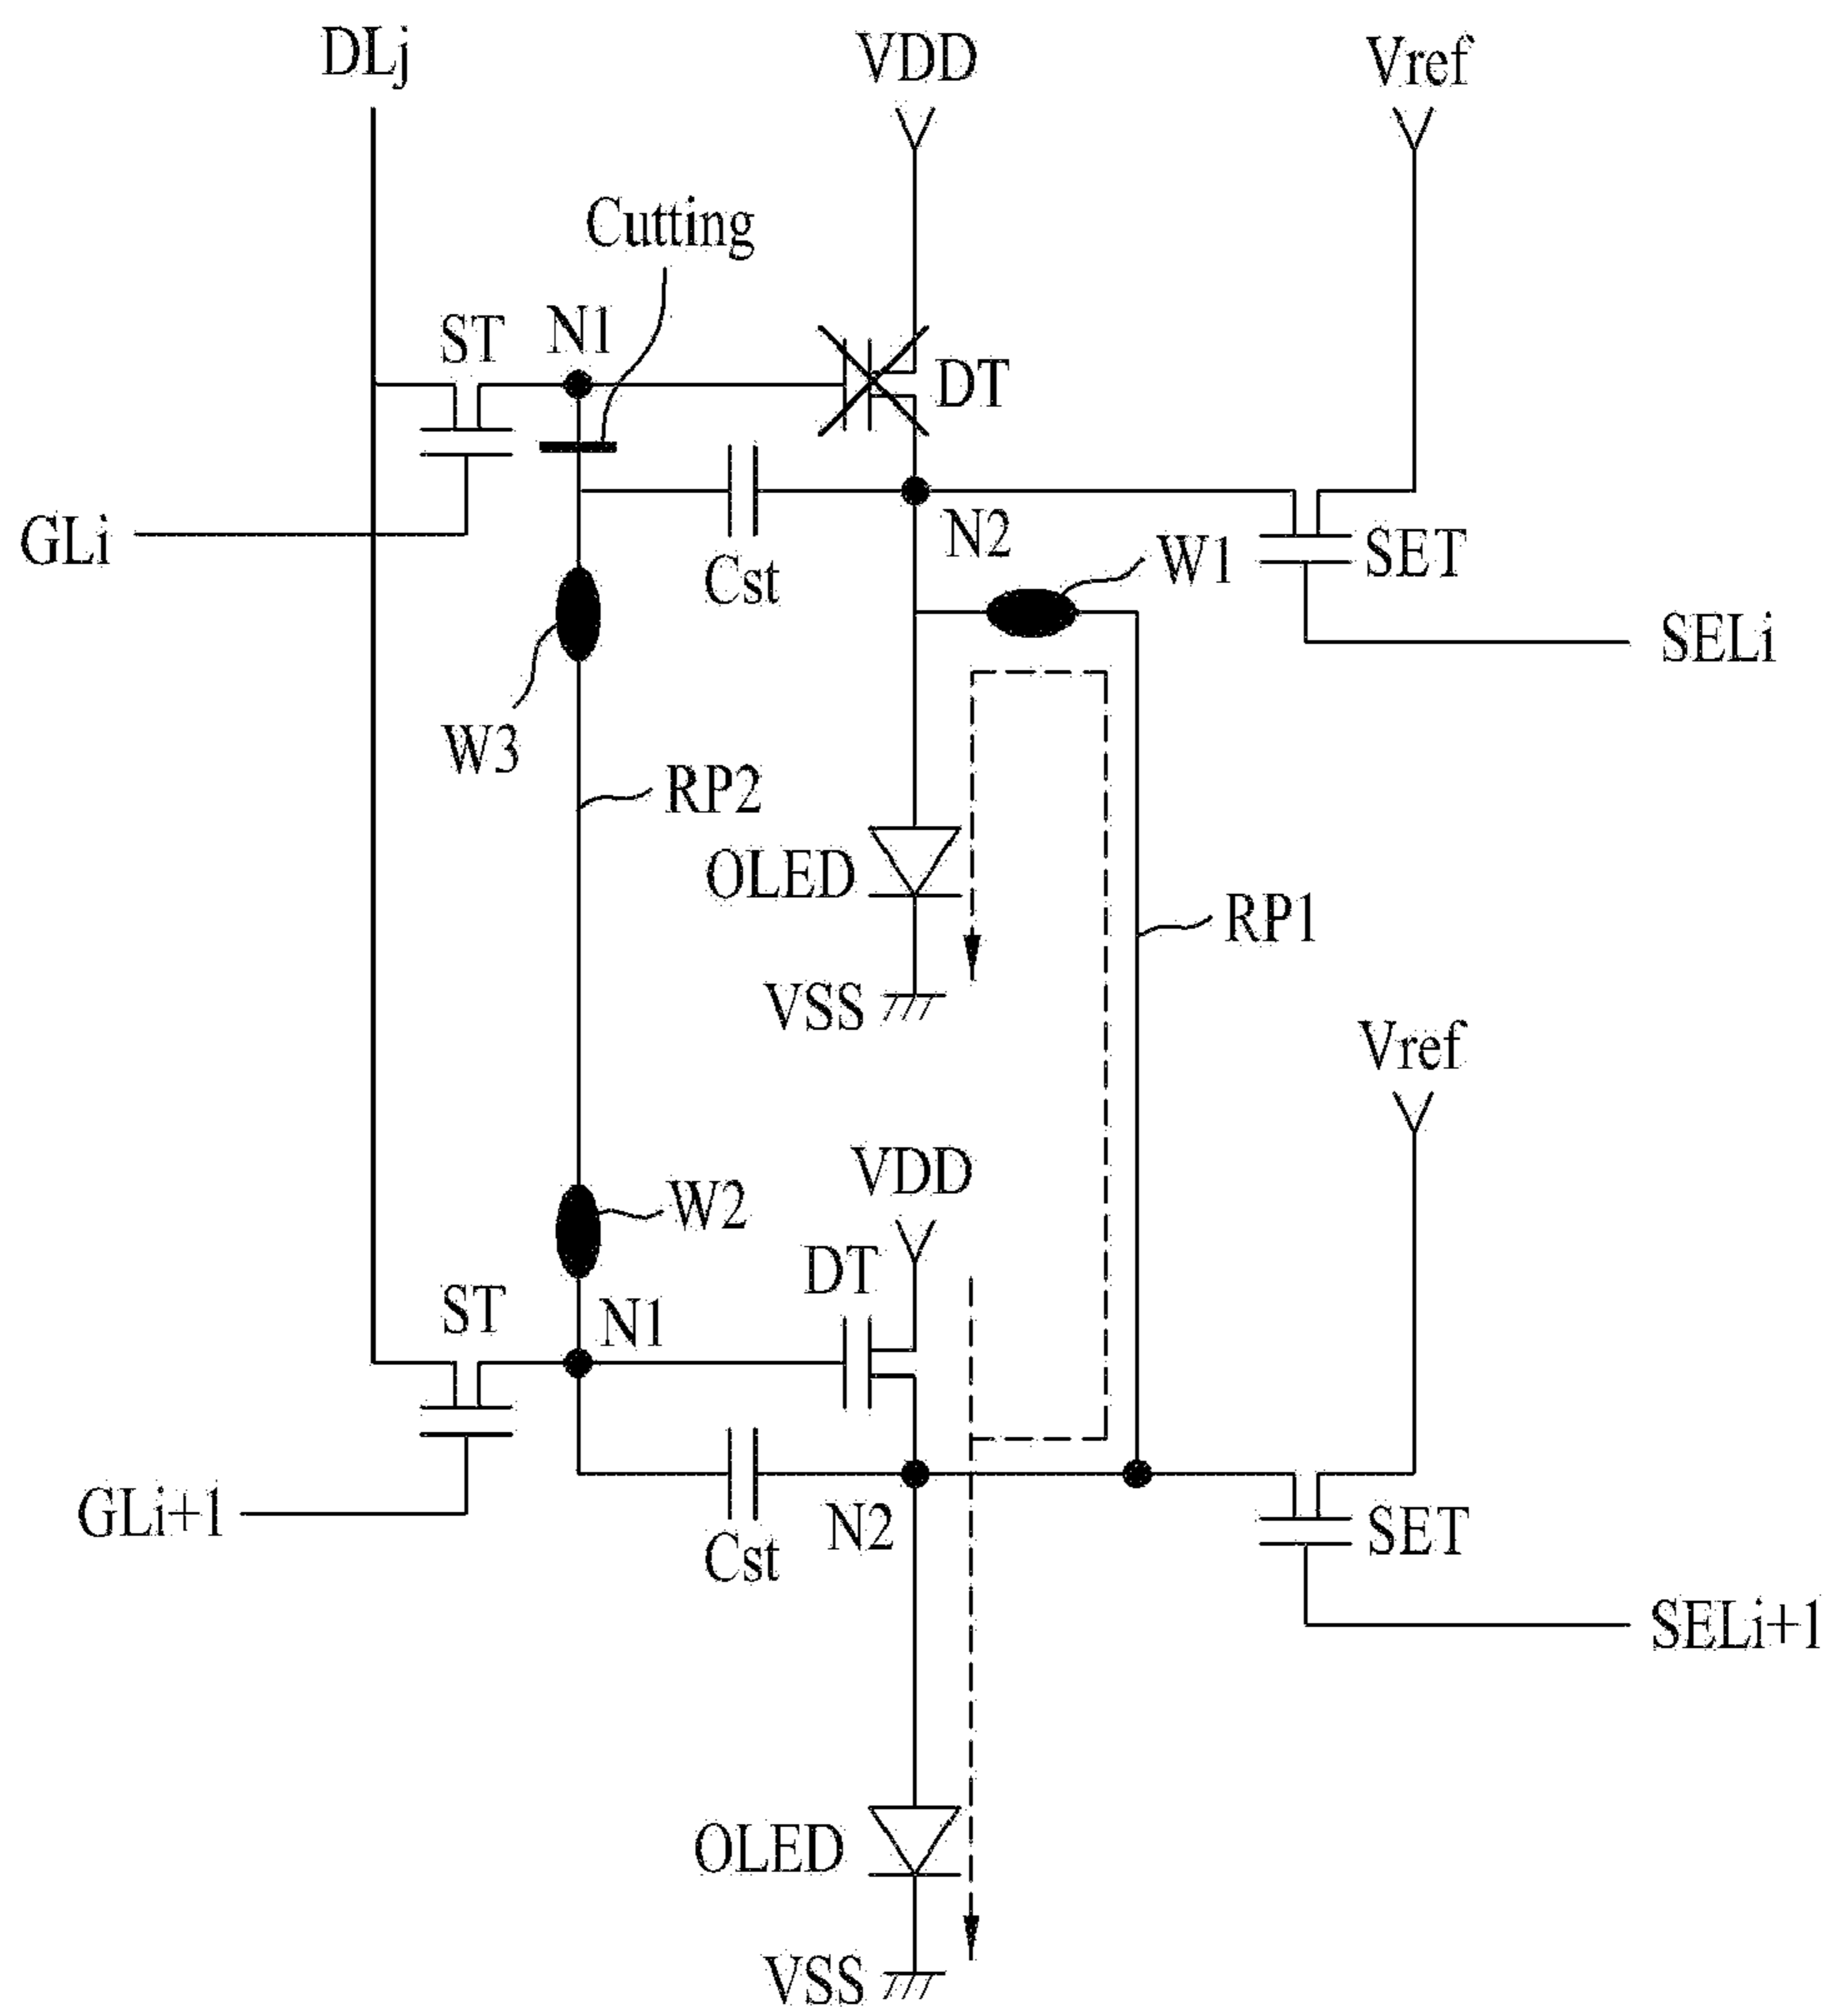 DLj
VDD
Vref
Cutting
ST
N1
DT
GLi
Cst
N2
W1
SET
SELi
W3
RP2
OLED
RP1
VSS
Vref
VDD
W2
DT
ST
N1
GLi+1
Cst
N2
SET
SELi+1
OLED
VSS